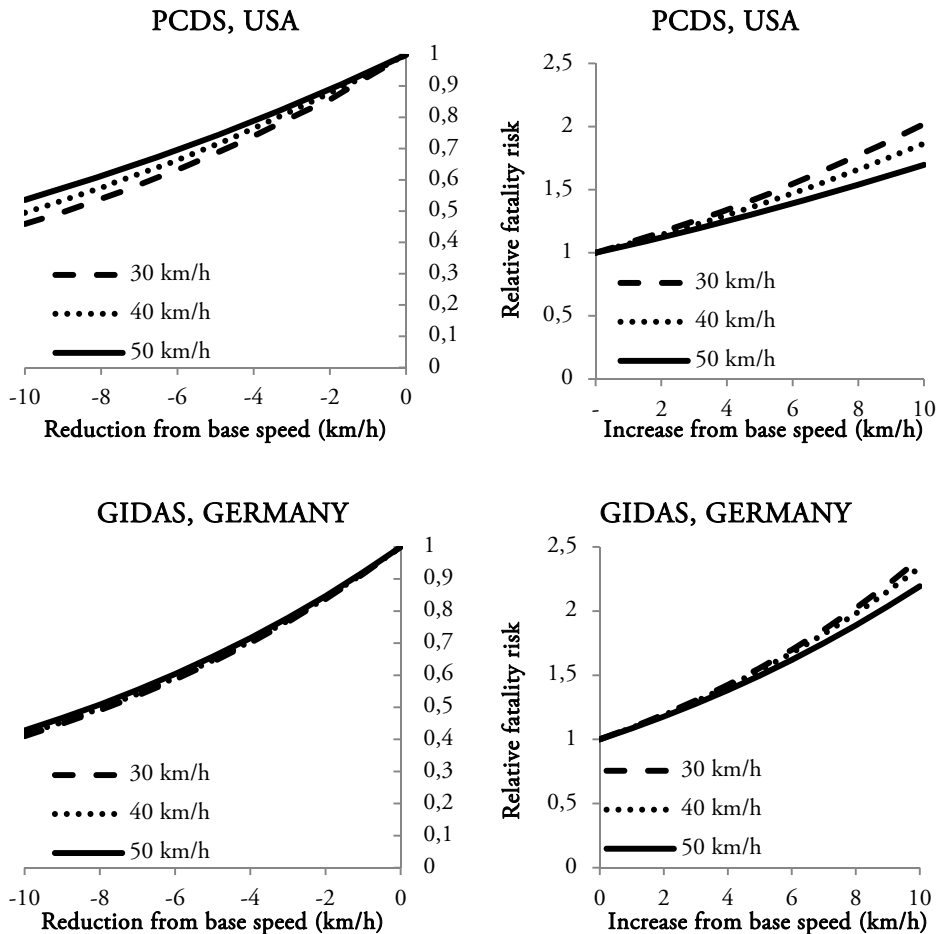 PCDS, USA
1
0,9
0,8
0,7
0,6
0,5
0,4
0,3
0,2
0,1
0
30 km/h
40 km/h
50 km/h
-10 -8 -6 -4 -2 0
Reduction from base speed (km/h)
PCDS, USA
Relative fatality risk
2,5
2
1,5
1
0,5
0
30 km/h
40 km/h
50 km/h
- 2 4 6 8 10
Increase from base speed (km/h)
GIDAS, GERMANY
1
0,9
0,8
0,7
0,6
0,5
0,4
0,3
0,2
0,1
0
30 km/h
40 km/h
50 km/h
-10 -8 -6 -4 -2 0
Reduction from base speed (km/h)
GIDAS, GERMANY
Relative fatality risk
2,5
2
1,5
1
0,5
0
30 km/h
40 km/h
50 km/h
0 2 4 6 8 10
Increase from base speed (km/h)